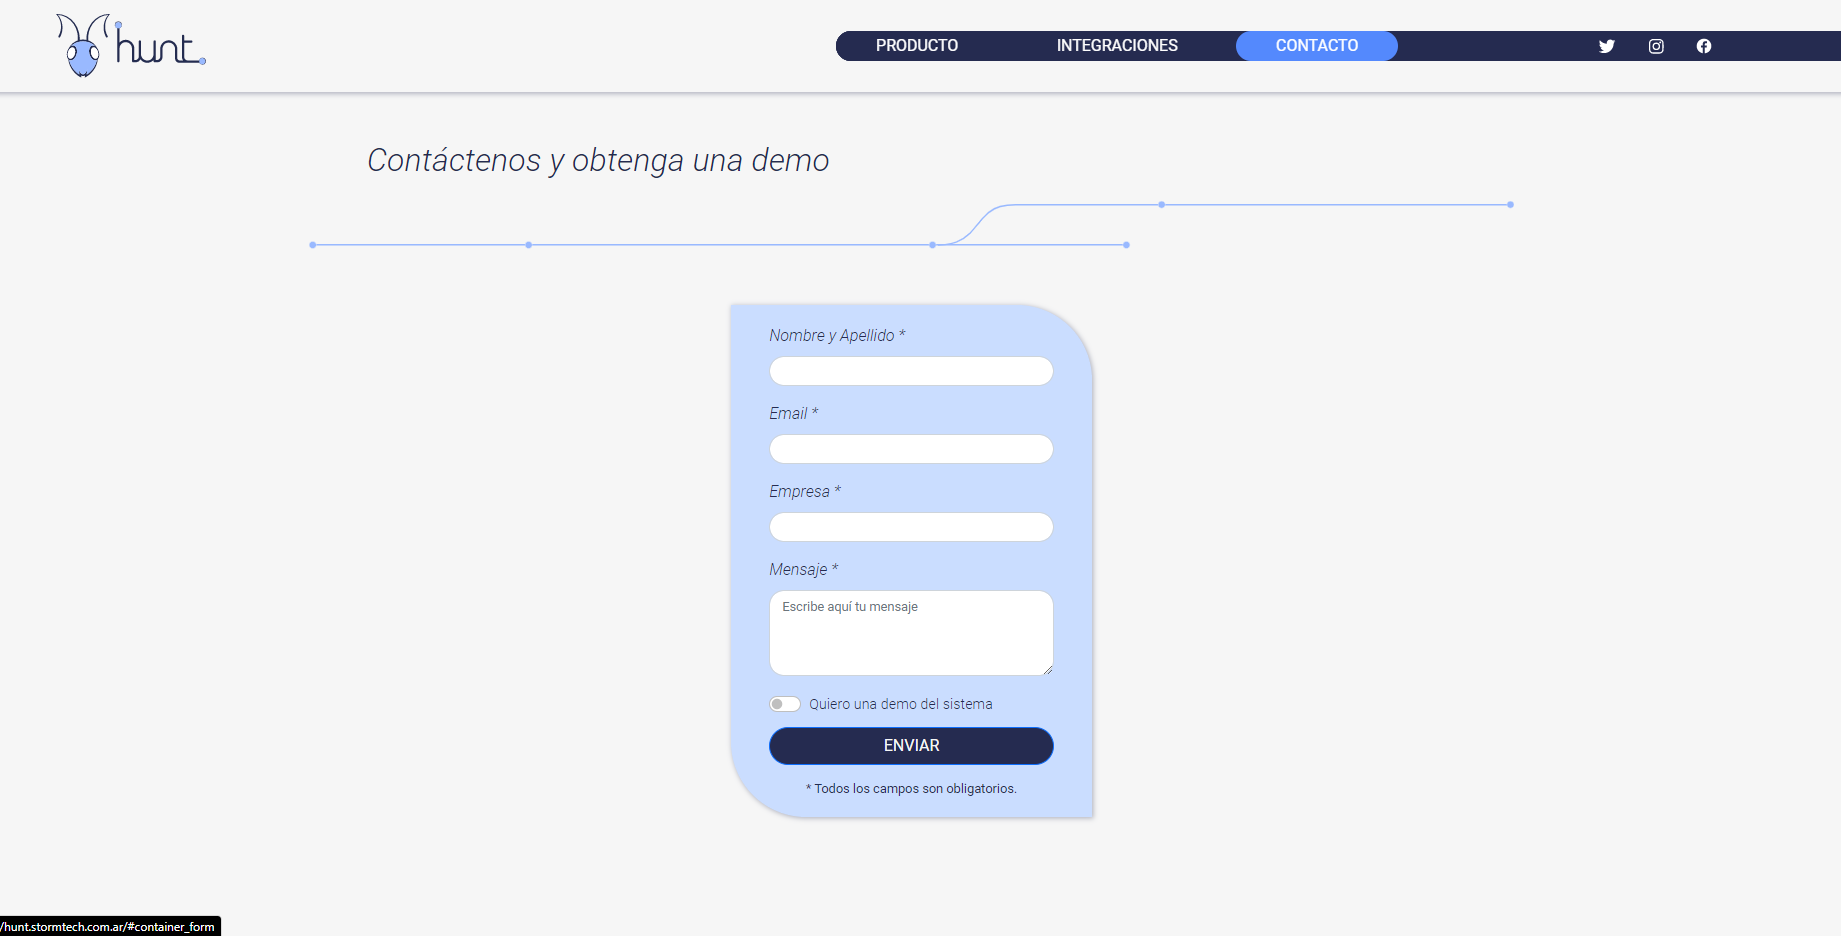 hunt
PRODUCTO
INTEGRACIONES
CONTACTO
Contáctenos y obtenga una demo
Nombre y Apellido *
Email *
Empresa *
Mensaje *
Escribe aquí tu mensaje
Quiero una demo del sistema
ENVIAR
* Todos los campos son obligatorios.
/hunt.stormtech.com.ar/#container_form